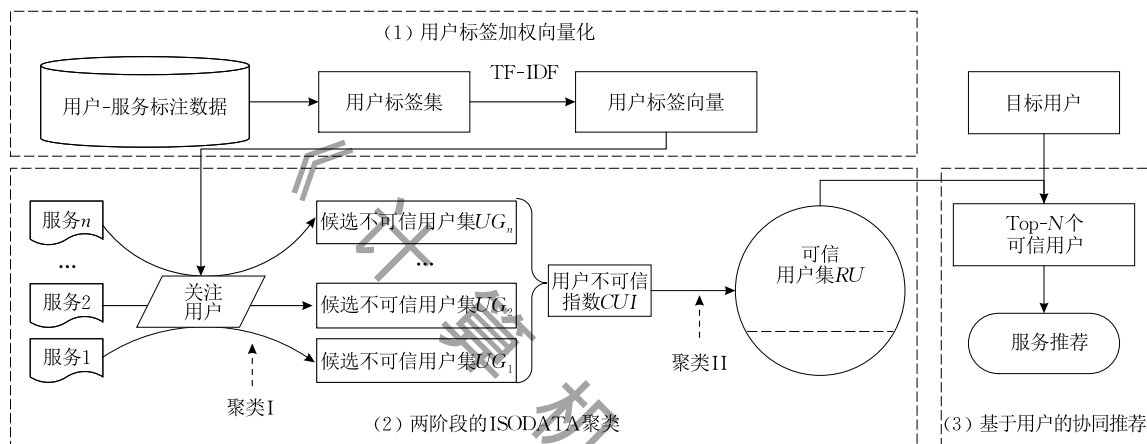 (1)用户标签加权向量化
TF-IDF
用户-服务标注数据
用户标签集
用户标签向量
目标用户
服务n
候选不可信用户集UGn
...
...
关注
用户
服务2
候选不可信用户集UG2
服务1
候选不可信用户集UG1
用户不可信
指数CUI
可信
用户集RU
Top-N个
可信用户
服务推荐
聚类I
聚类II
(2)两阶段的ISODATA聚类
(3)基于用户的协同推荐
《计算机